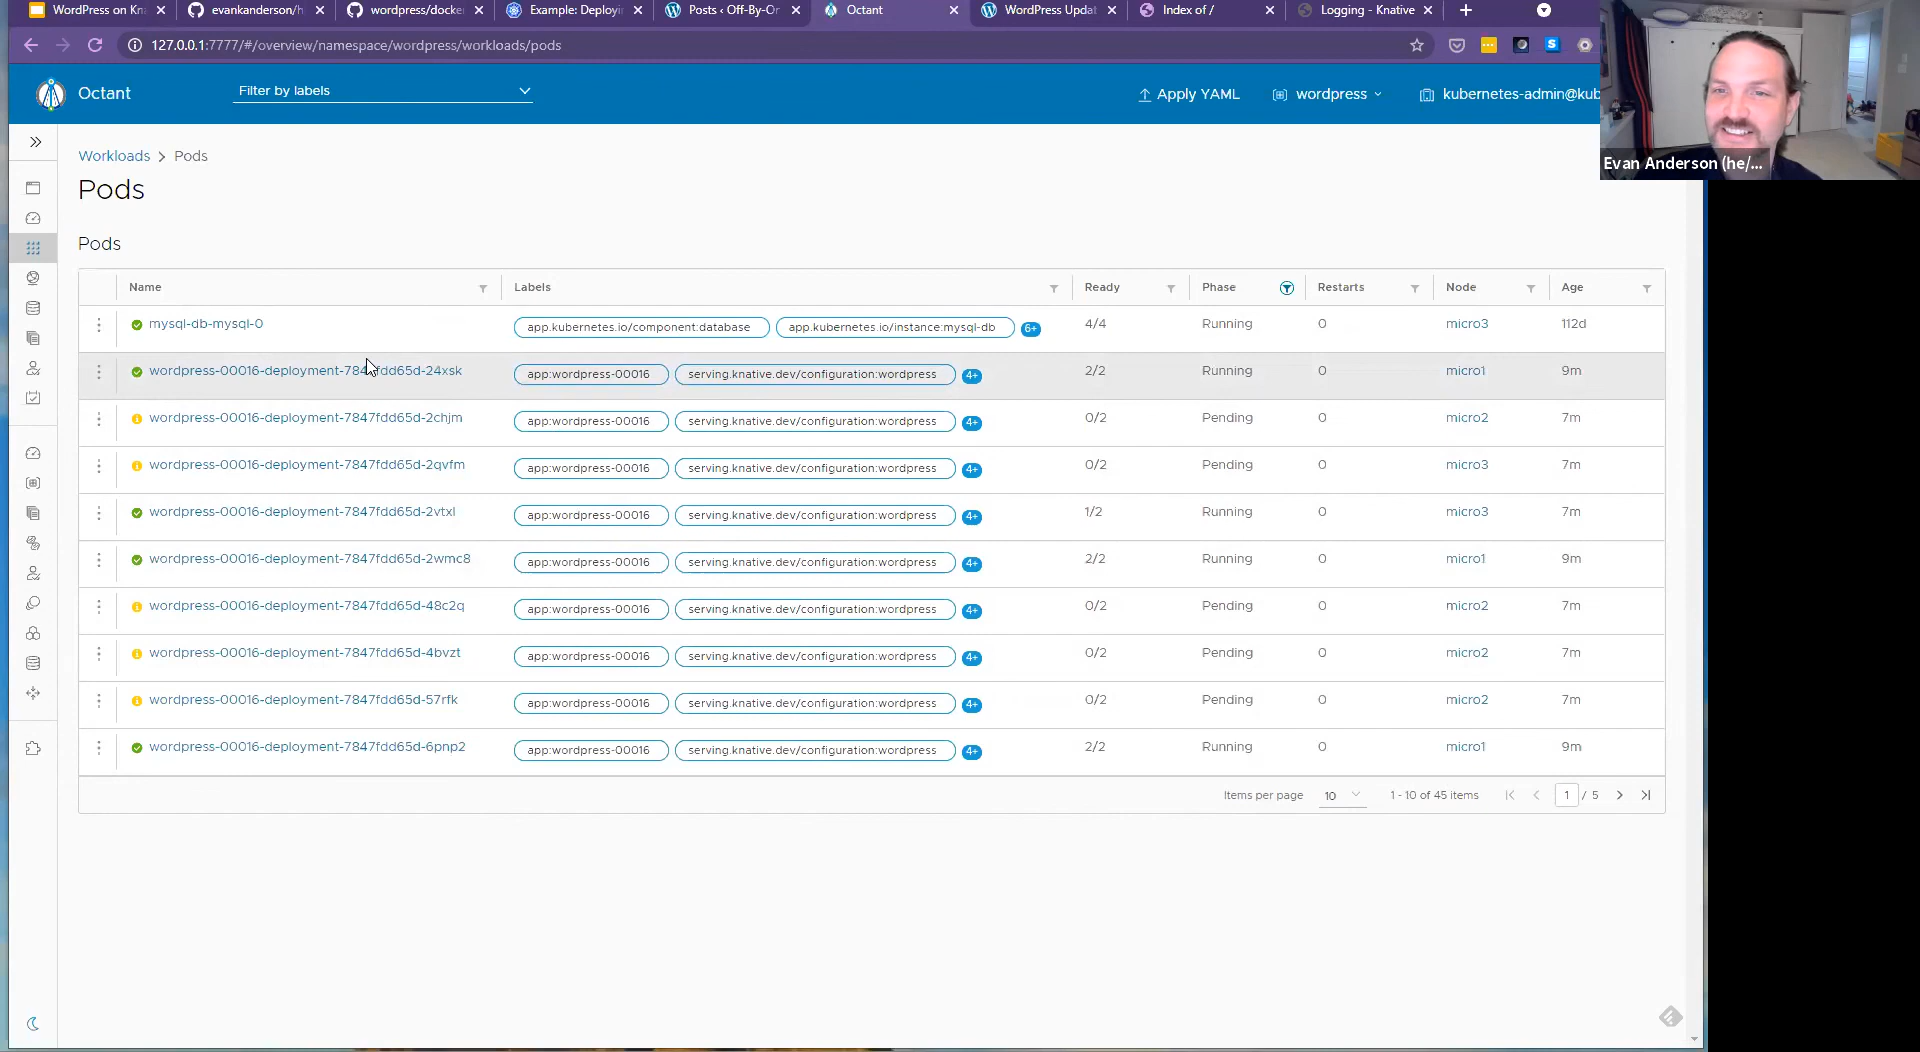 WordPress on Kn
evankanderson/h
wordpress/docke
Example: Deployin
Posts ‹ Off-By-Or
Octant
WordPress Updat
Index of /
Logging - Knative
127.0.0.1:7777/#/overview/namespace/wordpress/workloads/pods
Octant
Filter by labels
Apply YAML
wordpress
kubernetes-admin@kub
Evan Anderson (he/...
Workloads > Pods
Pods
Pods
Name Labels Ready Phase Restarts Node Age
mysql-db-mysql-0 app.kubernetes.io/component:database app.kubernetes.io/instance:mysql-db 6+ 4/4 Running 0 micro3 112d
wordpress-00016-deployment-7847fdd65d-24xsk app:wordpress-00016 serving.knative.dev/configuration:wordpress 4+ 2/2 Running 0 micro1 9m
wordpress-00016-deployment-7847fdd65d-2chjm app:wordpress-00016 serving.knative.dev/configuration:wordpress 4+ 0/2 Pending 0 micro2 7m
wordpress-00016-deployment-7847fdd65d-2qvfm app:wordpress-00016 serving.knative.dev/configuration:wordpress 4+ 0/2 Pending 0 micro3 7m
wordpress-00016-deployment-7847fdd65d-2vtxl app:wordpress-00016 serving.knative.dev/configuration:wordpress 4+ 1/2 Running 0 micro3 7m
wordpress-00016-deployment-7847fdd65d-2wmc8 app:wordpress-00016 serving.knative.dev/configuration:wordpress 4+ 2/2 Running 0 micro1 9m
wordpress-00016-deployment-7847fdd65d-48c2q app:wordpress-00016 serving.knative.dev/configuration:wordpress 4+ 0/2 Pending 0 micro2 7m
wordpress-00016-deployment-7847fdd65d-4bvzt app:wordpress-00016 serving.knative.dev/configuration:wordpress 4+ 0/2 Pending 0 micro2 7m
wordpress-00016-deployment-7847fdd65d-57rfk app:wordpress-00016 serving.knative.dev/configuration:wordpress 4+ 0/2 Pending 0 micro2 7m
wordpress-00016-deployment-7847fdd65d-6pnp2 app:wordpress-00016 serving.knative.dev/configuration:wordpress 4+ 2/2 Running 0 micro1 9m
Items per page 10 1 - 10 of 45 items 1 / 5